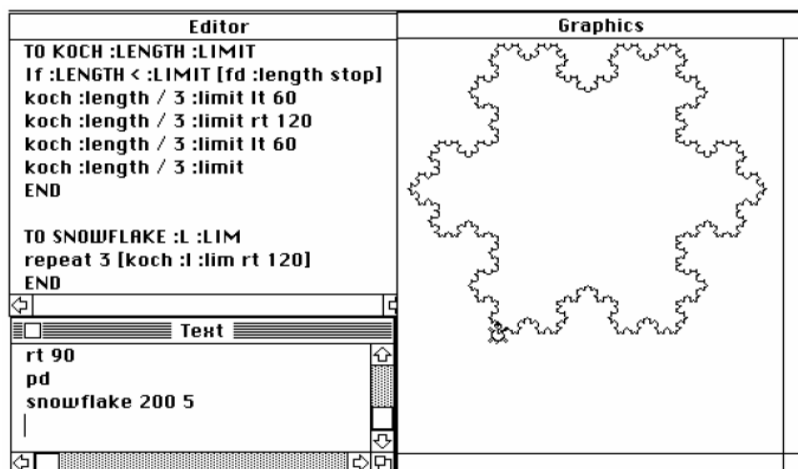 Editor
TO KOCH :LENGTH :LIMIT
If :LENGTH < :LIMIT [fd :length stop]
koch :length / 3 :limit lt 60
koch :length / 3 :limit rt 120
koch :length / 3 :limit lt 60
koch :length / 3 :limit
END
TO SNOWFLAKE :L :LIM
repeat 3 [koch :l :lim rt 120]
END
Text
rt 90
pd
snowflake 200 5
Graphics